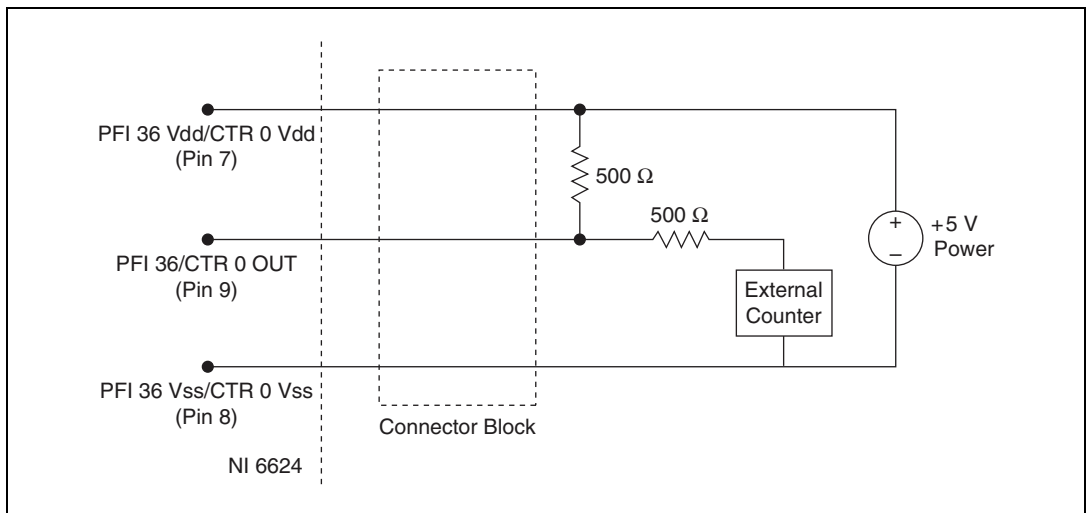 PFI 36 Vdd/CTR 0 Vdd
(Pin 7)
500 Ω
500 Ω
+
–
+5 V
Power
PFI 36/CTR 0 OUT
(Pin 9)
External
Counter
PFI 36 Vss/CTR 0 Vss
(Pin 8)
Connector Block
NI 6624